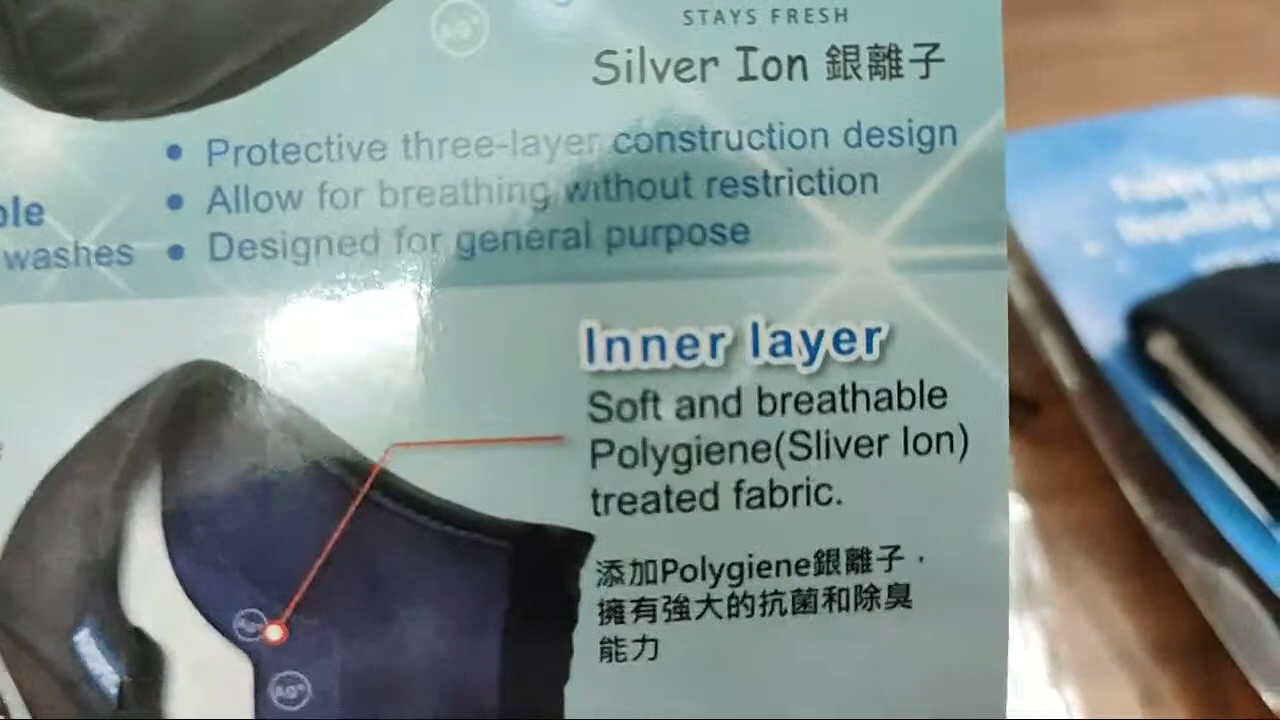 STAYS FRESH
Silver Ion 銀離子
• Protective three-layer construction design
• Allow for breathing without restriction
• Designed for general purpose
washes
Inner layer
Soft and breathable
Polygiene(Sliver Ion)
treated fabric.
添加Polygiene銀離子，
擁有強大的抗菌和除臭
能力
AG+